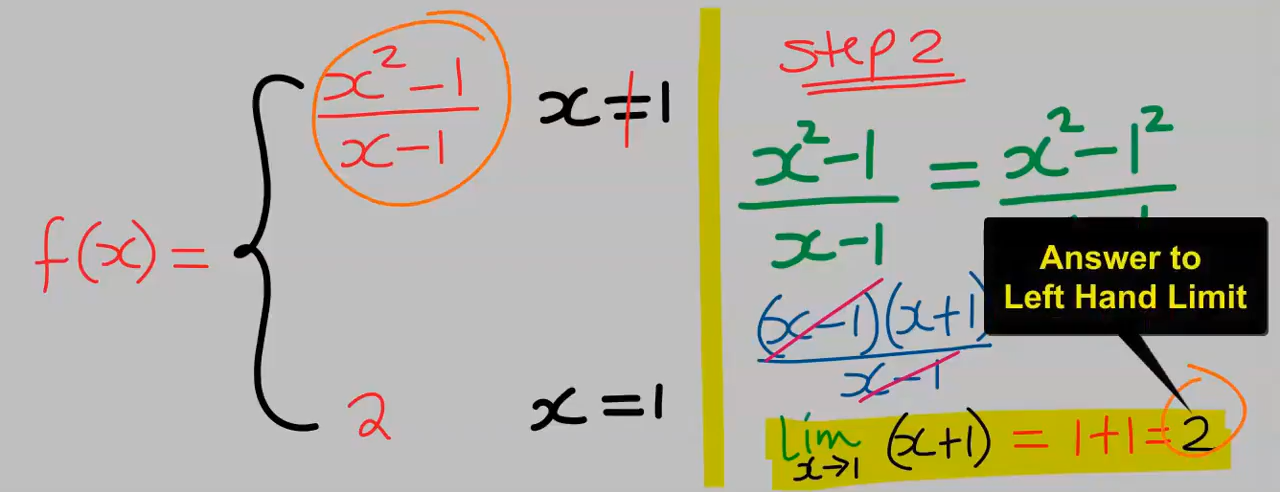 f(x) =
x² - 1
x - 1
x ≠ 1
2
x = 1
Step 2
x² - 1 = x² - 1²
x - 1
Answer to
Left Hand Limit
(x - 1)(x + 1)
x - 1
lim (x+1) = 1+1 = 2
x→1